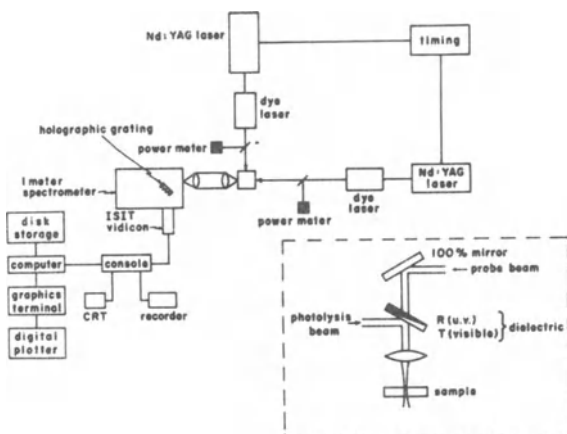 Nd:YAG laser
timing
dye
laser
holographic grating
power meter
1 meter
spectrometer
ISIT
vidicon
dye
laser
Nd:YAG
laser
power meter
disk
storage
computer
console
graphics
terminal
CRT
recorder
digital
plotter
100% mirror
probe beam
photolysis
beam
R (u.v.)
T (visible)
dielectric
sample